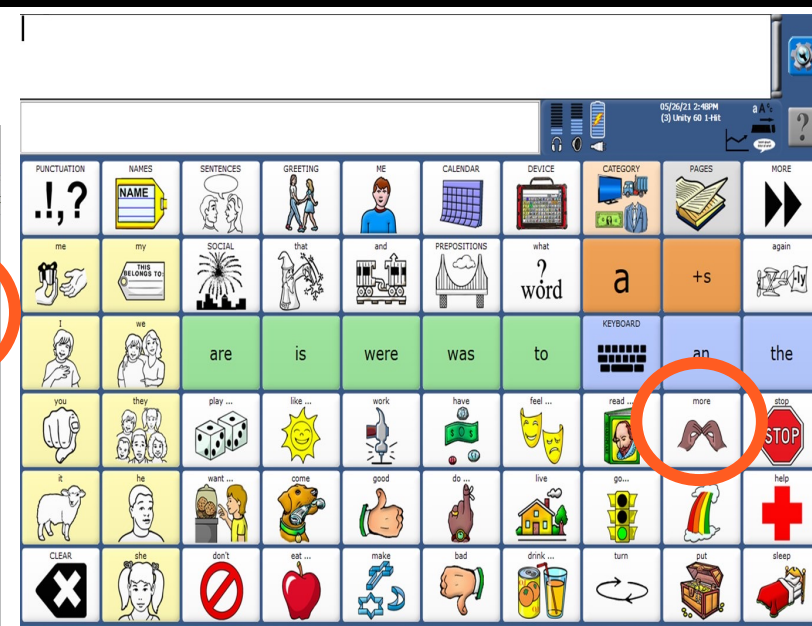 05/26/21 2:48PM
(3) Unity 60 1-Hit
a A
?
PUNCTUATION NAMES SENTENCES GREETING ME CALENDAR DEVICE CATEGORY PAGES MORE
.!,? NAME
me my SOCIAL that and PREPOSITIONS what again
THIS BELONGS TO: ? word a +s -ly
I we KEYBOARD
are is were was to an the
you they play ... like ... work have feel ... read ... more stop
STOP
it he want ... come good do ... live go... help
CLEAR she don't eat ... make bad drink ... turn put sleep